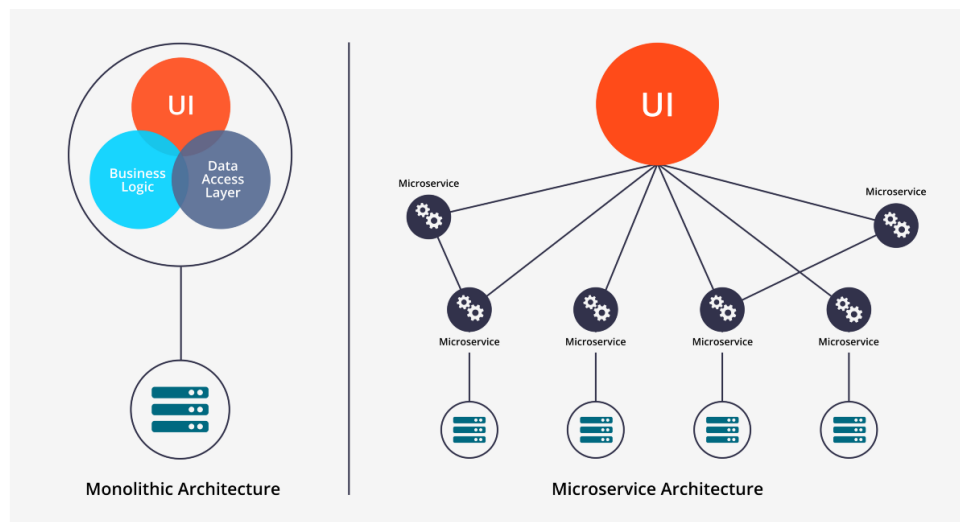 UI
Business
Logic
Data
Access
Layer
Monolithic Architecture
UI
Microservice
Microservice
Microservice
Microservice
Microservice
Microservice
Microservice Architecture